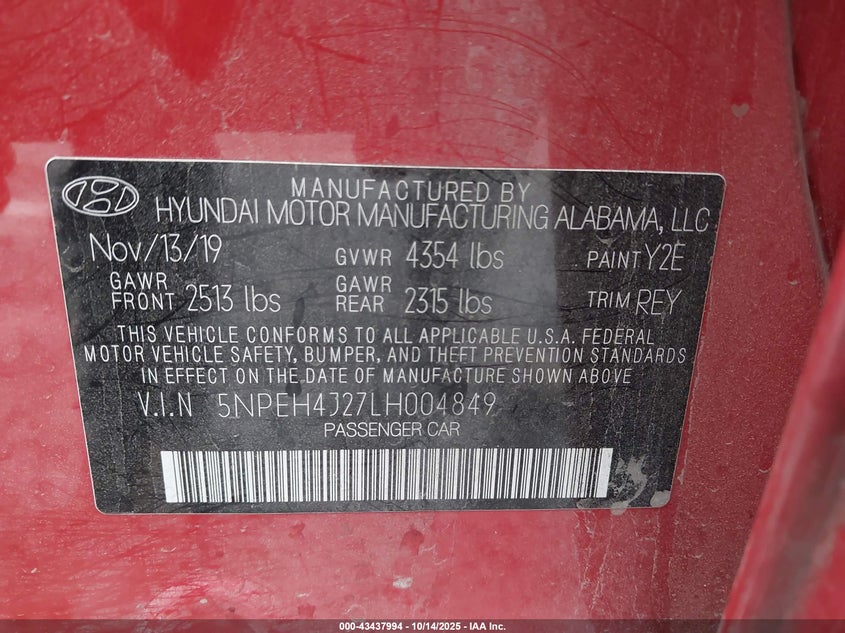 MANUFACTURED BY
HYUNDAI MOTOR MANUFACTURING ALABAMA, LLC
Nov/13/19 GVWR 4354 lbs PAINT Y2E
GAWR FRONT 2513 lbs GAWR REAR 2315 lbs TRIM REY
THIS VEHICLE CONFORMS TO ALL APPLICABLE U.S.A. FEDERAL
MOTOR VEHICLE SAFETY, BUMPER, AND THEFT PREVENTION STANDARDS
IN EFFECT ON THE DATE OF MANUFACTURE SHOWN ABOVE
V.I.N 5NPEH4J27LH004849
PASSENGER CAR
000-43437994 - 10/14/2025 - IAA Inc.